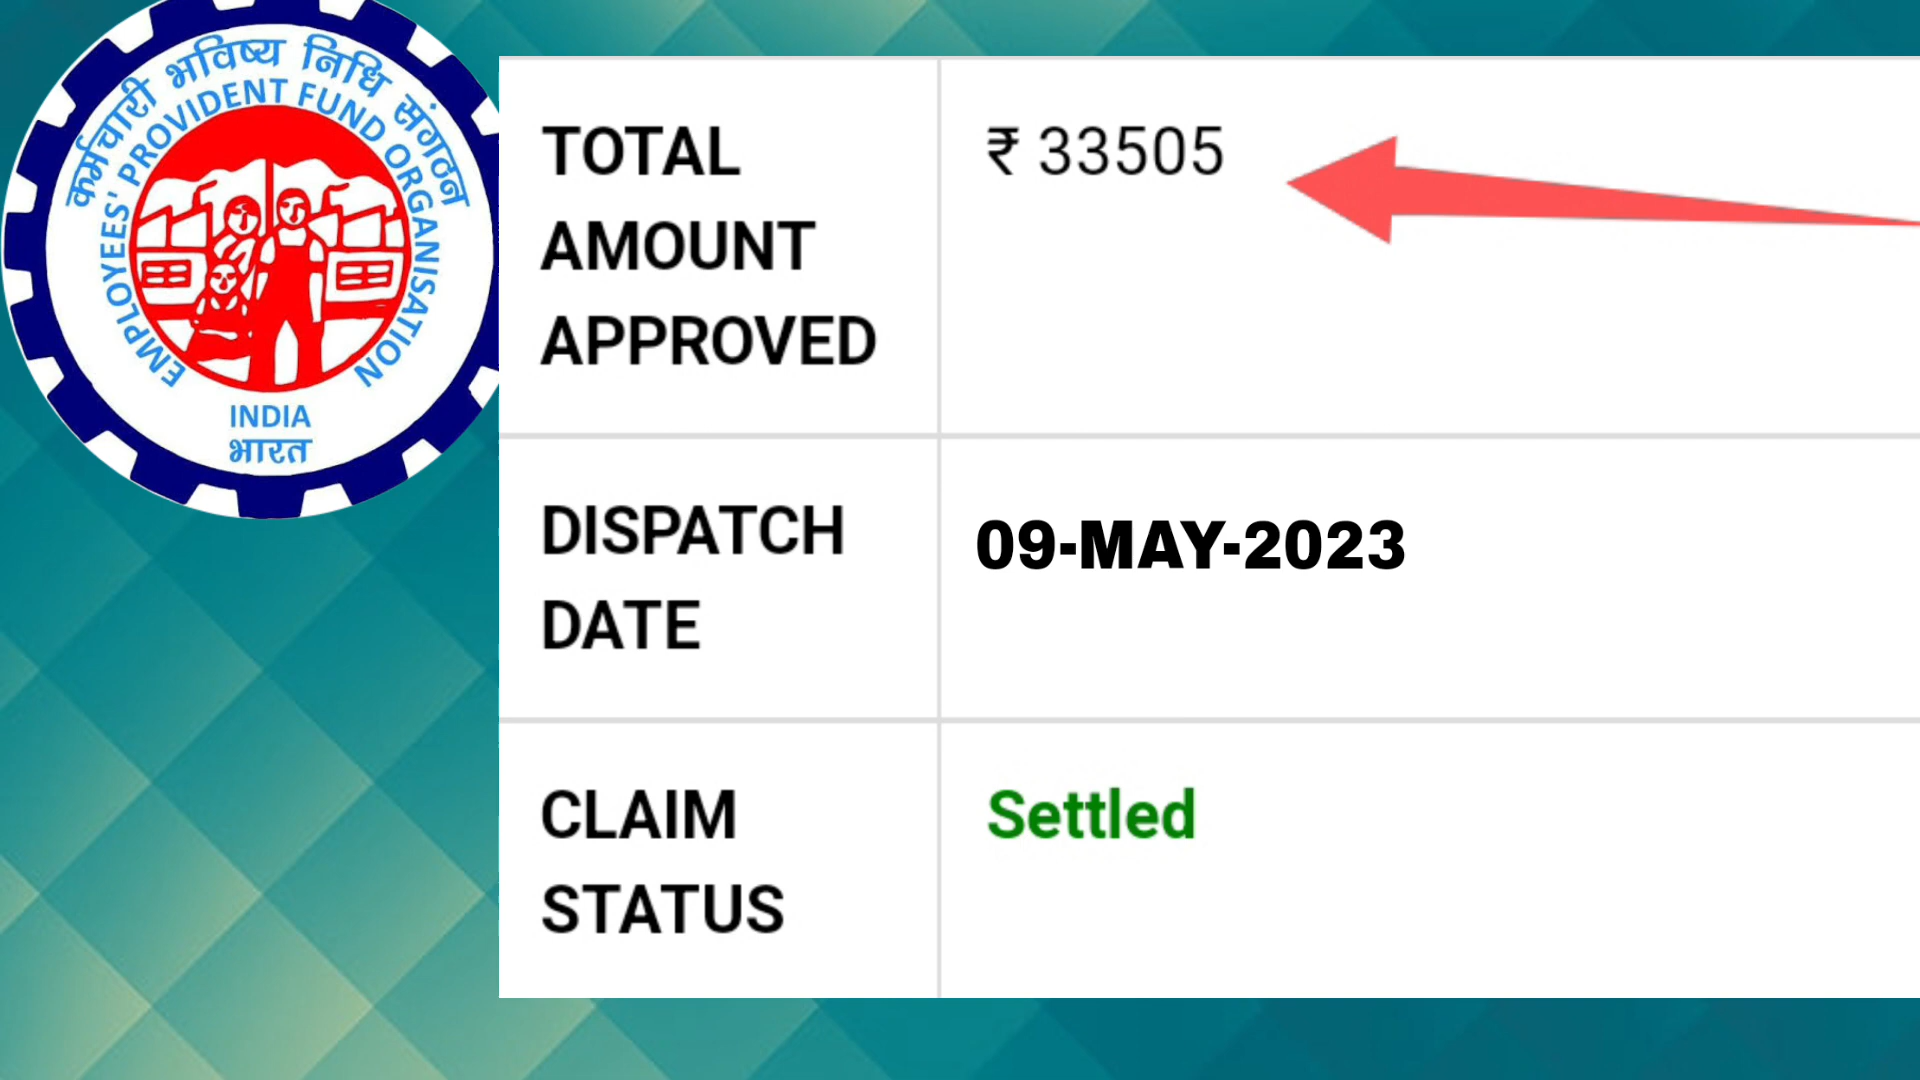 कर्मचारी भविष्य निधि संगठन
EMPLOYEES' PROVIDENT FUND ORGANISATION
INDIA
भारत
TOTAL AMOUNT APPROVED
₹ 33505
DISPATCH DATE
09-MAY-2023
CLAIM STATUS
Settled